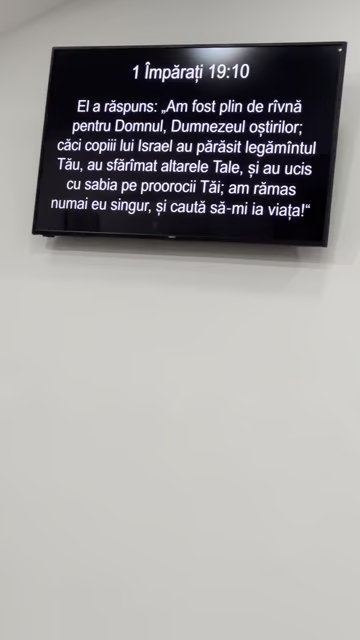 1 Împărați 19:10
El a răspuns: „Am fost plin de rîvnă
pentru Domnul, Dumnezeul oștirilor;
căci copiii lui Israel au părăsit legămîntul
Tău, au sfărîmat altarele Tale, și au ucis
cu sabia pe proorocii Tăi; am rămas
numai eu singur, și caută să-mi ia viața!“